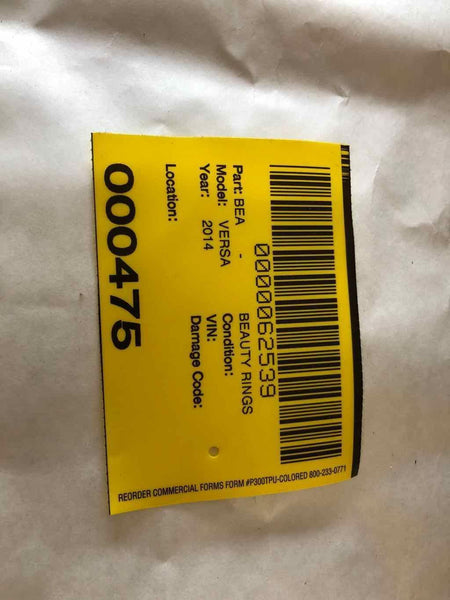 0000062539
Part: BEA - BEAUTY RINGS
Model: VERSA Condition:
Year: 2014 VIN:
Damage Code:
Location:
000475
REORDER COMMERCIAL FORMS FORM #P300TPU-COLORED 800-233-0771